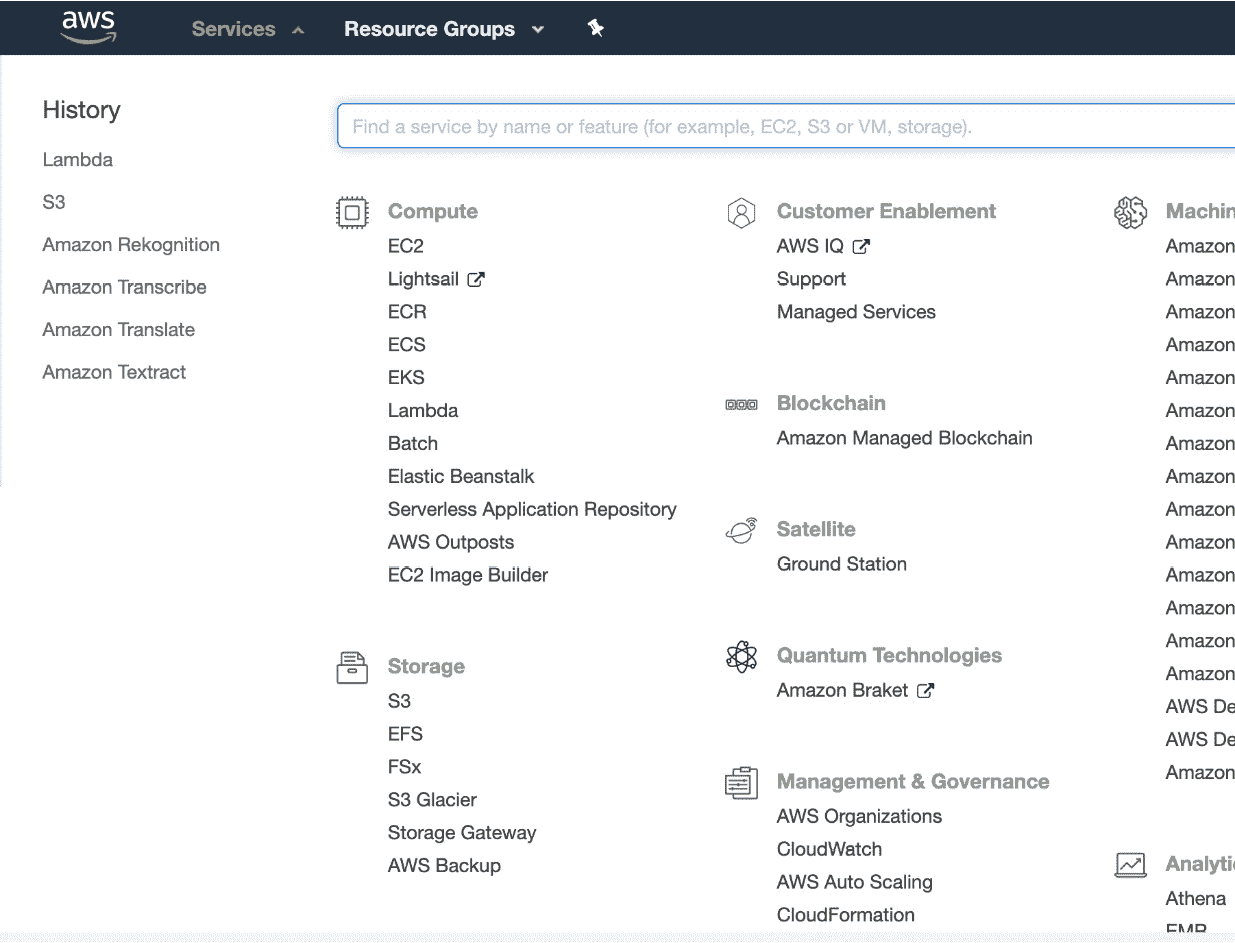 aws
Services
Resource Groups
History
Lambda
S3
Amazon Rekognition
Amazon Transcribe
Amazon Translate
Amazon Textract
Find a service by name or feature (for example, EC2, S3 or VM, storage).
Compute
EC2
Lightsail
ECR
ECS
EKS
Lambda
Batch
Elastic Beanstalk
Serverless Application Repository
AWS Outposts
EC2 Image Builder
Storage
S3
EFS
FSx
S3 Glacier
Storage Gateway
AWS Backup
Customer Enablement
AWS IQ
Support
Managed Services
Blockchain
Amazon Managed Blockchain
Satellite
Ground Station
Quantum Technologies
Amazon Braket
Management & Governance
AWS Organizations
CloudWatch
AWS Auto Scaling
CloudFormation
Machin
Amazon
Amazon
Amazon
Amazon
Amazon
Amazon
Amazon
Amazon
Amazon
Amazon
Amazon
Amazon
Amazon
Amazon
AWS De
AWS De
Amazon
Analyti
Athena
EMR